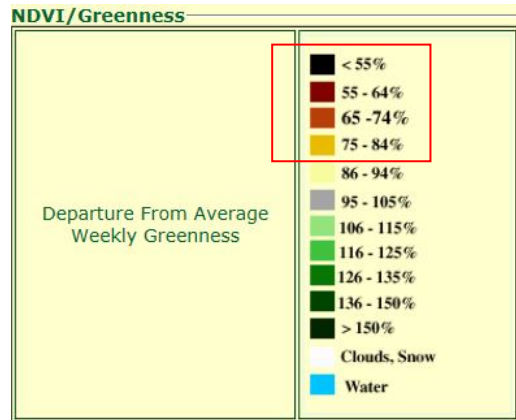 NDVI/Greenness
Departure From Average
Weekly Greenness
< 55%
55 - 64%
65 -74%
75 - 84%
86 - 94%
95 - 105%
106 - 115%
116 - 125%
126 - 135%
136 - 150%
> 150%
Clouds, Snow
Water